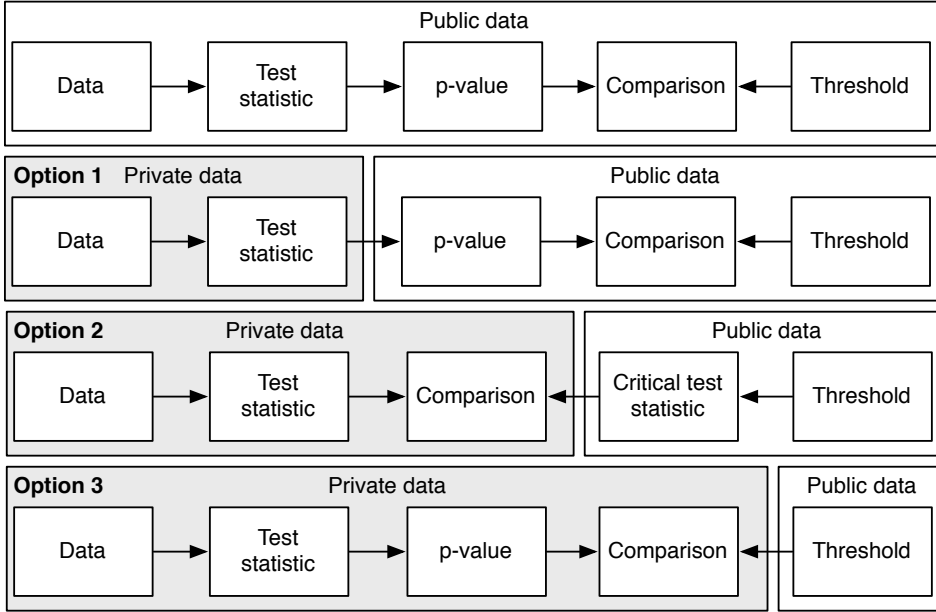 Public data
Data
Test
statistic
p-value
Comparison
Threshold
Option 1 Private data
Public data
Data
Test
statistic
p-value
Comparison
Threshold
Option 2
Private data
Public data
Data
Test
statistic
Comparison
Critical test
statistic
Threshold
Option 3
Private data
Public data
Data
Test
statistic
p-value
Comparison
Threshold